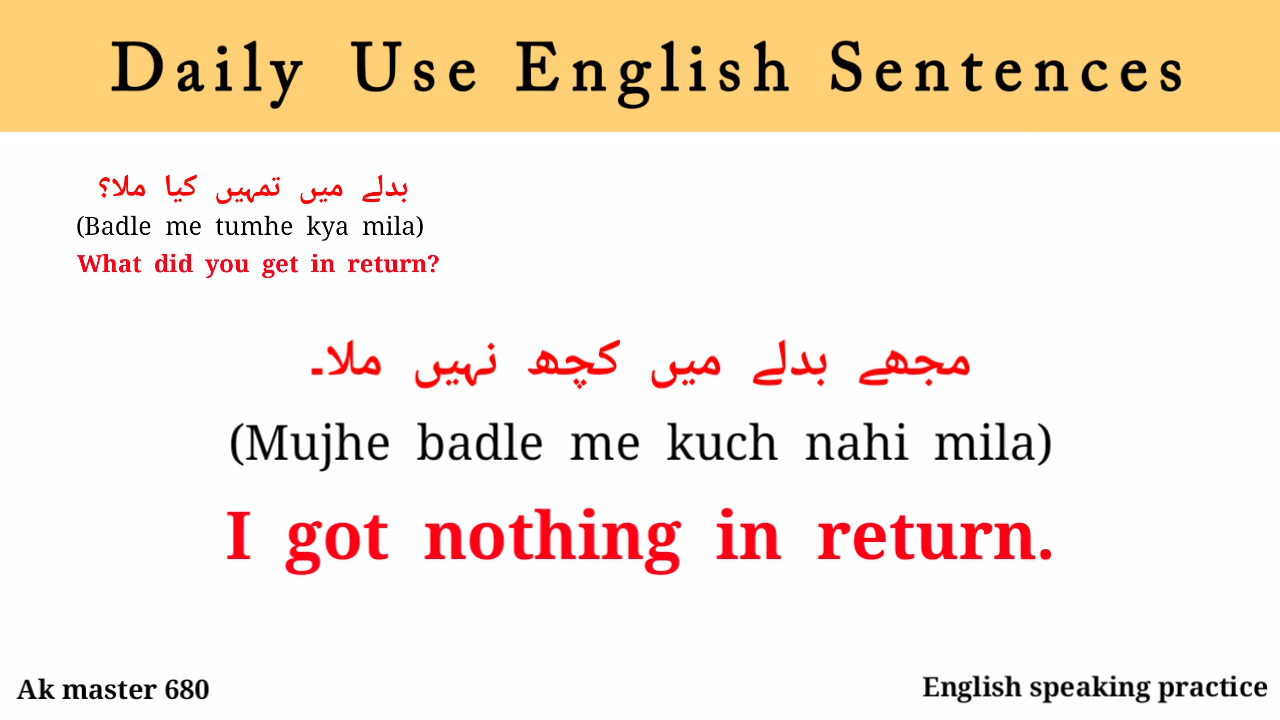 Daily Use English Sentences
بدلے میں تمہیں کیا ملا؟
(Badle me tumhe kya mila)
What did you get in return?
مجھے بدلے میں کچھ نہیں ملا۔
(Mujhe badle me kuch nahi mila)
I got nothing in return.
Ak master 680
English speaking practice